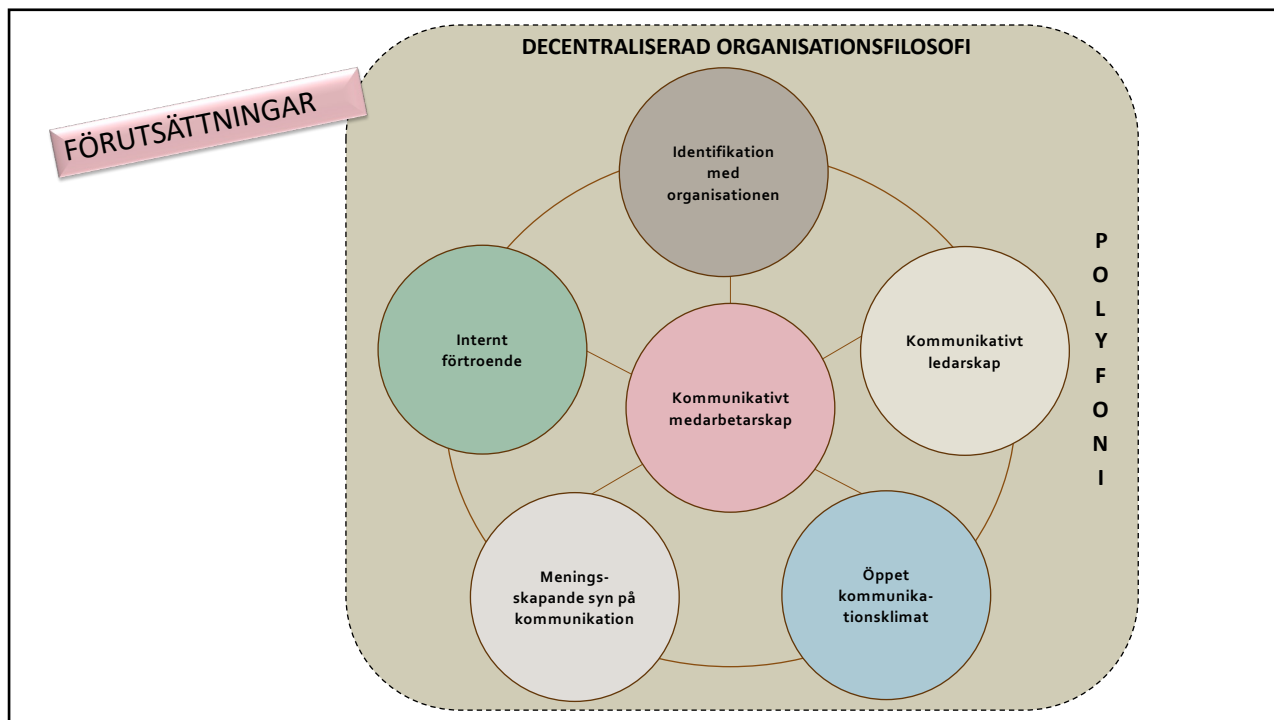 DECENTRALISERAD ORGANISATIONSFILOSOFI
FÖRUTSÄTTNINGAR
Identifikation
med
organisationen
Internt
förtroende
Kommunikativt
ledarskap
Kommunikativt
medarbetarskap
Menings-
skapande syn på
kommunikation
Öppet
kommunika-
tionsklimat
P
O
L
Y
F
O
N
I